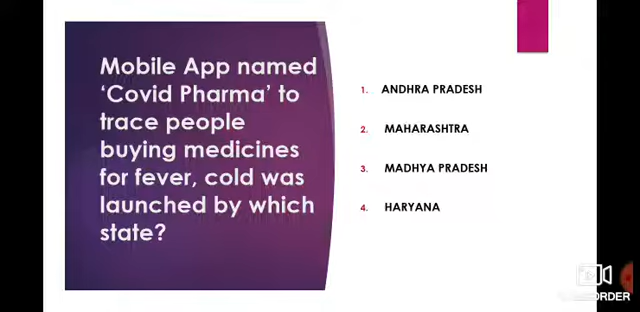 Mobile App named
‘Covid Pharma’ to
trace people
buying medicines
for fever, cold was
launched by which
state?
1. ANDHRA PRADESH
2. MAHARASHTRA
3. MADHYA PRADESH
4. HARYANA